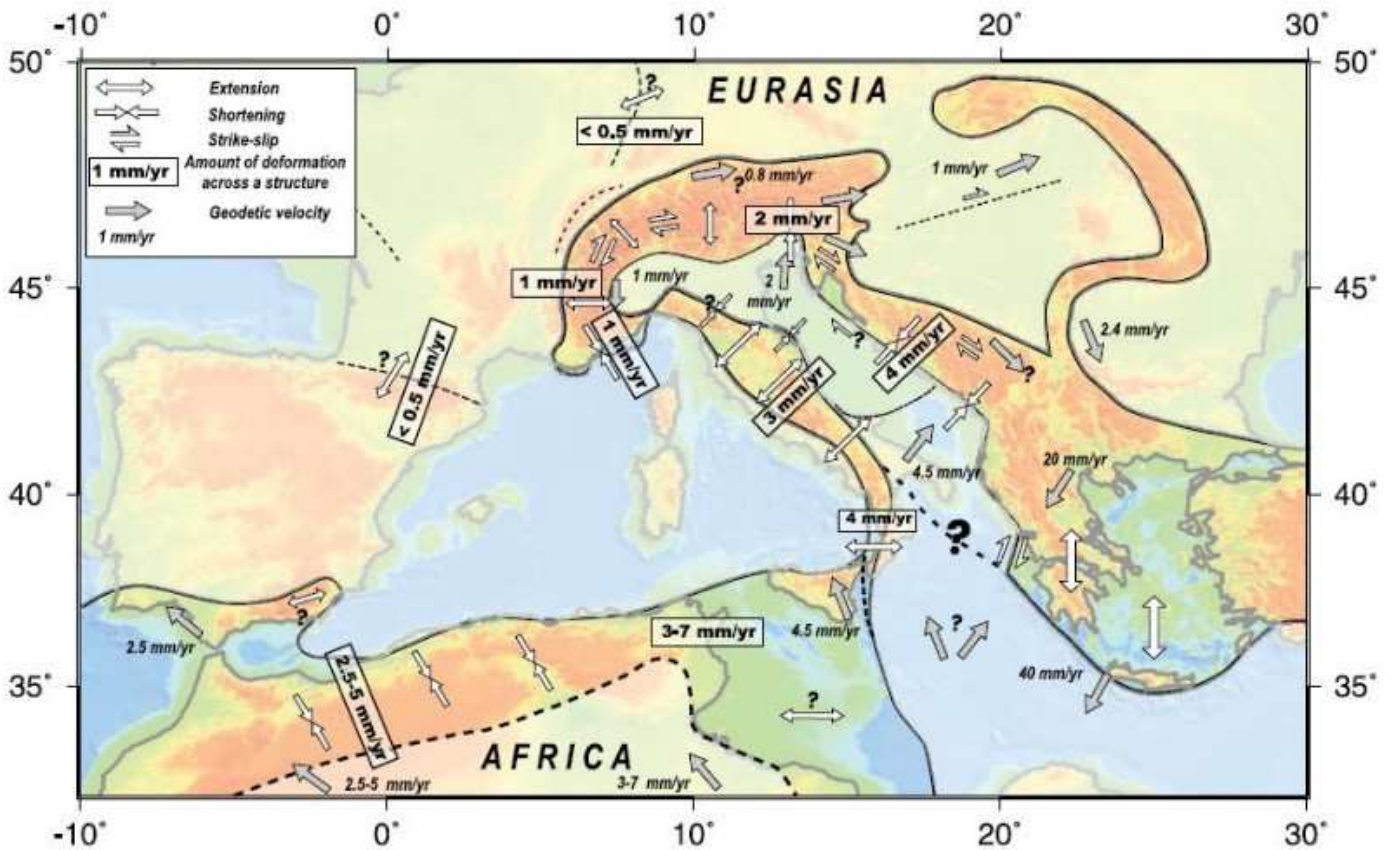 -10° 0° 10° 20° 30°
50° 50°
Extension
Shortening
Strike-slip
1 mm/yr Amount of deformation
across a structure
Geodetic velocity
1 mm/yr
EURASIA
?
< 0.5 mm/yr
? 0.8 mm/yr
1 mm/yr
2 mm/yr
45° 45°
1 mm/yr
1 mm/yr
2
mm/yr
?
1 mm/yr
?
4 mm/yr
?
2.4 mm/yr
?
< 0.5 mm/yr
3 mm/yr
4.5 mm/yr
20 mm/yr
40° 40°
4 mm/yr
?
?
2.5 mm/yr
3-7 mm/yr
4.5 mm/yr
?
2.5-5 mm/yr
40 mm/yr
35° 35°
?
AFRICA
2.5-5 mm/yr
3-7 mm/yr
-10° 0° 10° 20° 30°